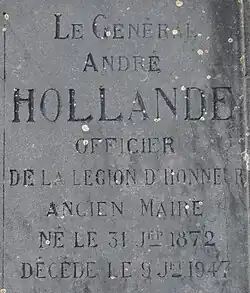 LE GÉNÉRAL
ANDRÉ
HOLLANDE
OFFICIER
DE LA LEGION D'HONNEUR
ANCIEN MAIRE
NÉ LE 31 JER 1872
DÉCÉDÉ LE 9 JET 1947